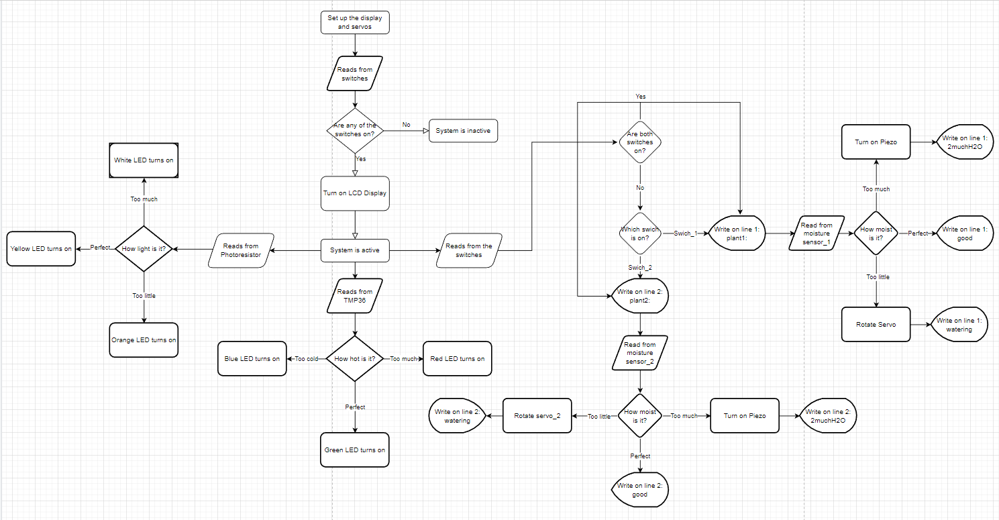 Set up the display
and servos
Reads from
switches
Are any of the
switches on?
No
System is inactive
Yes
Turn on LCD Display
System is active
Reads from
Photoresistor
How light is it?
Too much
White LED turns on
Perfect
Yellow LED turns on
Too little
Orange LED turns on
Reads from
TMP36
How hot is it?
Too cold
Blue LED turns on
Too much
Red LED turns on
Perfect
Green LED turns on
Reads from the
switches
Are both
switches
on?
Yes
No
Which swich
is on?
Swich_1
Write on line 1:
plant1:
Read from
moisture
sensor_1
How moist
is it?
Too much
Turn on Piezo
Write on line 1:
2muchH2O
Perfect
Write on line 1:
good
Too little
Rotate Servo
Write on line 1:
watering
Swich_2
Write on line 2:
plant2:
Read from
moisture
sensor_2
How moist
is it?
Too little
Rotate servo_2
Write on line 2:
watering
Too much
Turn on Piezo
Write on line 2:
2muchH2O
Perfect
Write on line 2:
good